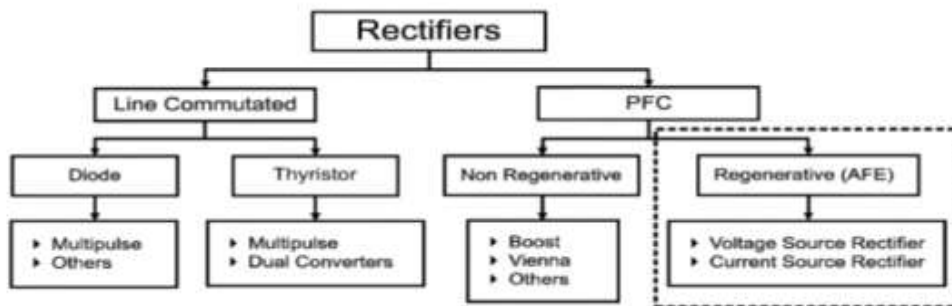 Rectifiers
Line Commutated
PFC
Diode
Thyristor
Non Regenerative
Regenerative (AFE)
Multipulse
Others
Multipulse
Dual Converters
Boost
Vienna
Others
Voltage Source Rectifier
Current Source Rectifier